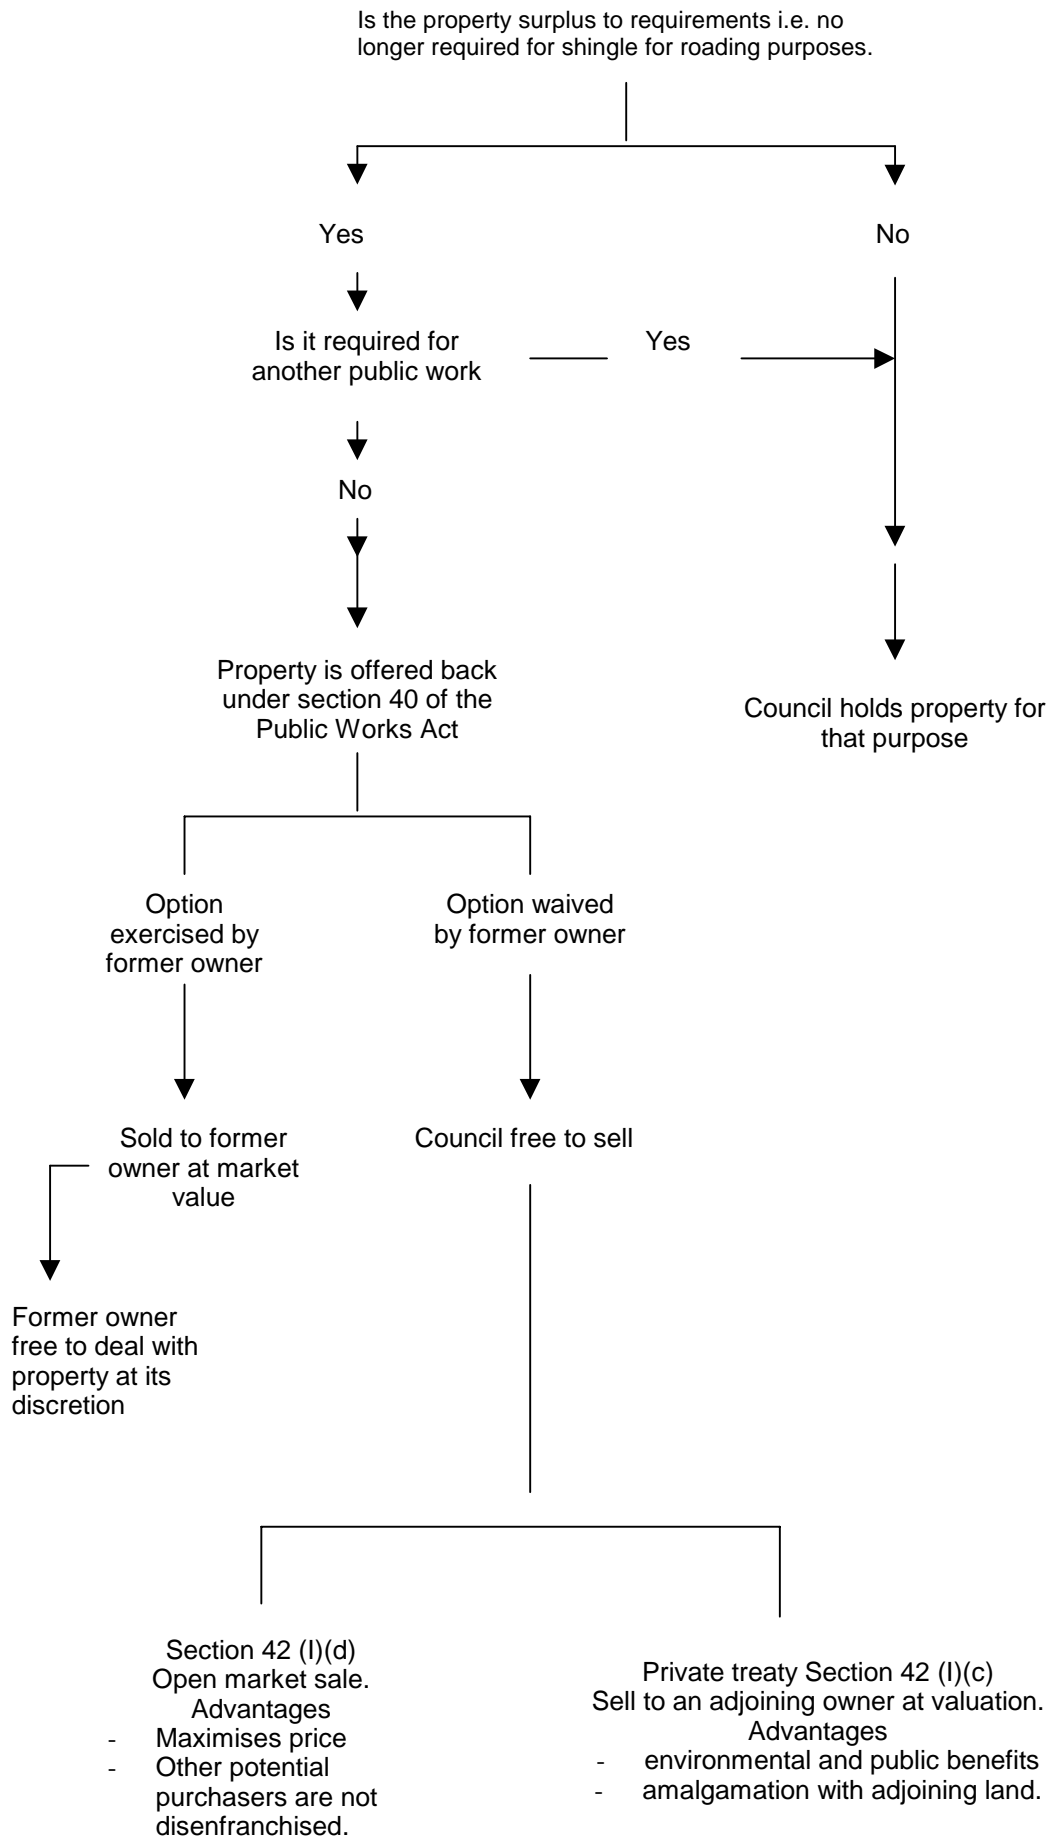 Is the property surplus to requirements i.e. no
longer required for shingle for roading purposes.
Yes
No
Is it required for
another public work
Yes
No
Property is offered back
under section 40 of the
Public Works Act
Council holds property for
that purpose
Option
exercised by
former owner
Option waived
by former owner
Sold to former
owner at market
value
Council free to sell
Former owner
free to deal with
property at its
discretion
Section 42 (I)(d)
Open market sale.
Advantages
- Maximises price
- Other potential
purchasers are not
disenfranchised.
Private treaty Section 42 (I)(c)
Sell to an adjoining owner at valuation.
Advantages
- environmental and public benefits
- amalgamation with adjoining land.